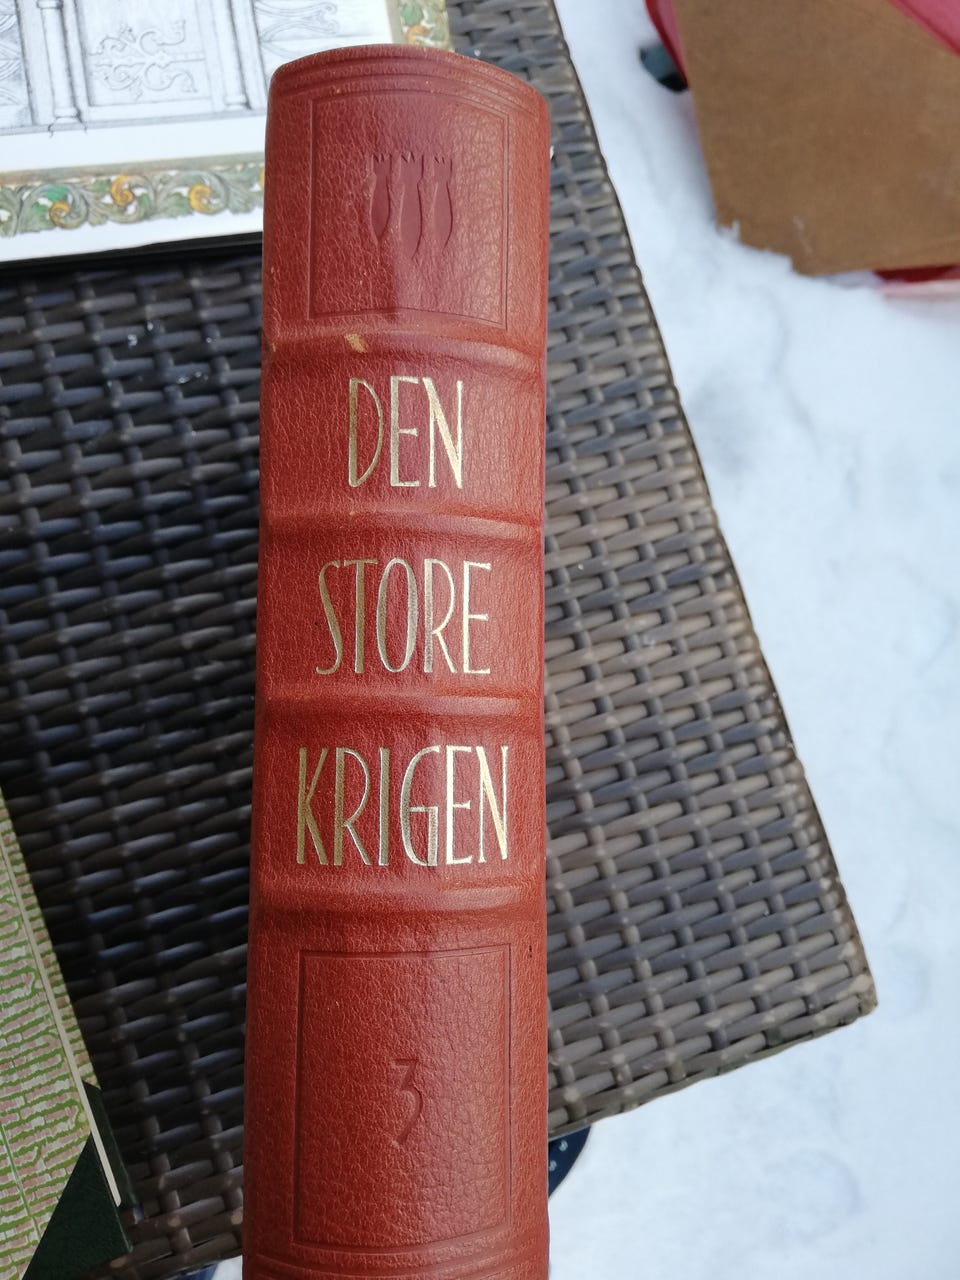 DEN
STORE
KRIGEN
3